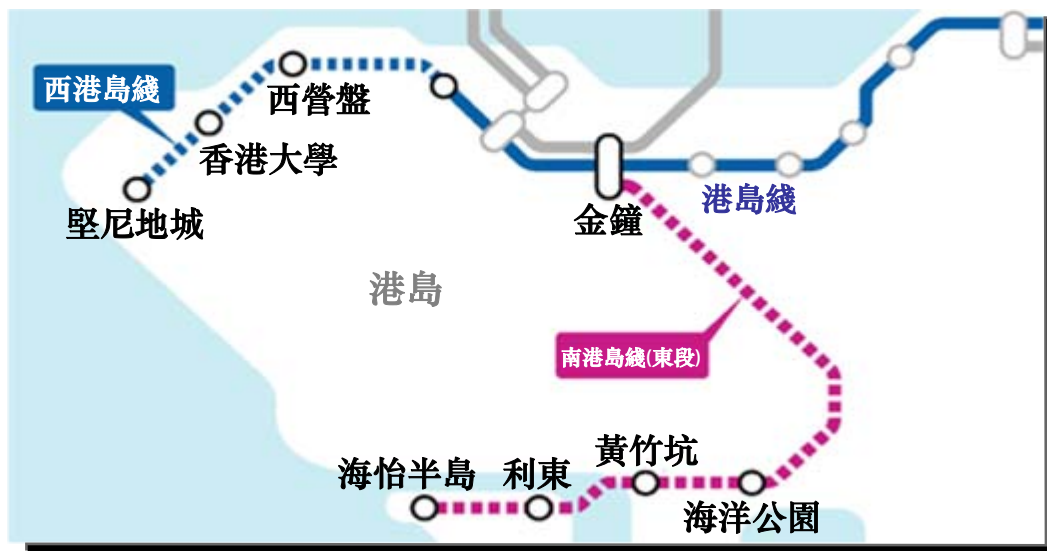 西港島綫
西營盤
香港大學
堅尼地城
金鐘
港島綫
港島
南港島綫(東段)
黃竹坑
海怡半島
利東
海洋公園